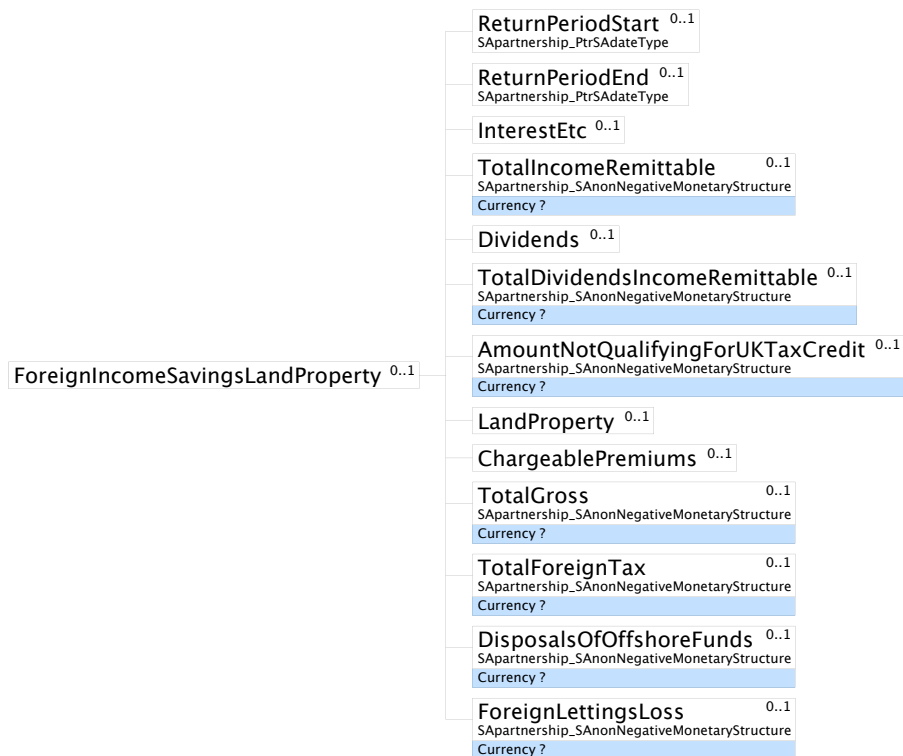 ReturnPeriodStart 0..1
SApartnership_PtrSAdateType
ReturnPeriodEnd 0..1
SApartnership_PtrSAdateType
InterestEtc 0..1
TotalIncomeRemittable 0..1
SApartnership_SAnonNegativeMonetaryStructure
Currency ?
Dividends 0..1
TotalDividendsIncomeRemittable 0..1
SApartnership_SAnonNegativeMonetaryStructure
Currency ?
AmountNotQualifyingForUKTaxCredit 0..1
SApartnership_SAnonNegativeMonetaryStructure
Currency ?
ForeignIncomeSavingsLandProperty 0..1
LandProperty 0..1
ChargeablePremiums 0..1
TotalGross 0..1
SApartnership_SAnonNegativeMonetaryStructure
Currency ?
TotalForeignTax 0..1
SApartnership_SAnonNegativeMonetaryStructure
Currency ?
DisposalsOfOffshoreFunds 0..1
SApartnership_SAnonNegativeMonetaryStructure
Currency ?
ForeignLettingsLoss 0..1
SApartnership_SAnonNegativeMonetaryStructure
Currency ?